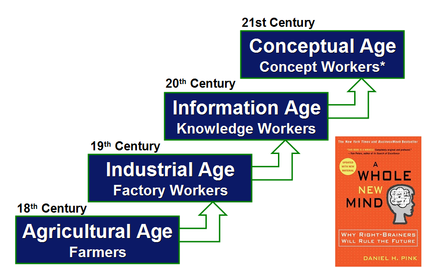 21st Century
Conceptual Age
Concept Workers*
20th Century
Information Age
Knowledge Workers
19th Century
Industrial Age
Factory Workers
18th Century
Agricultural Age
Farmers
A
WHOLE
NEW
MIND
WHY RIGHT-BRAINERS
WILL RULE THE FUTURE
DANIEL H. PINK